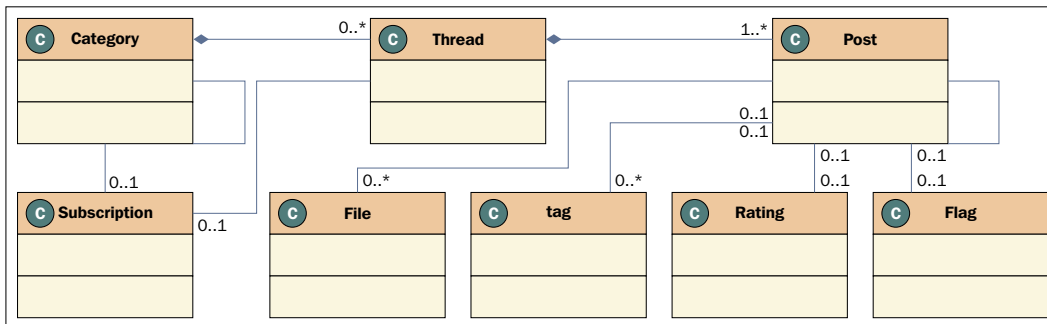 C Category
0..*
C Thread
1..*
C Post
0..1
0..1
0..1
0..*
0..*
0..1
0..1
0..1
0..1
C Subscription
0..1
C File
C tag
C Rating
C Flag